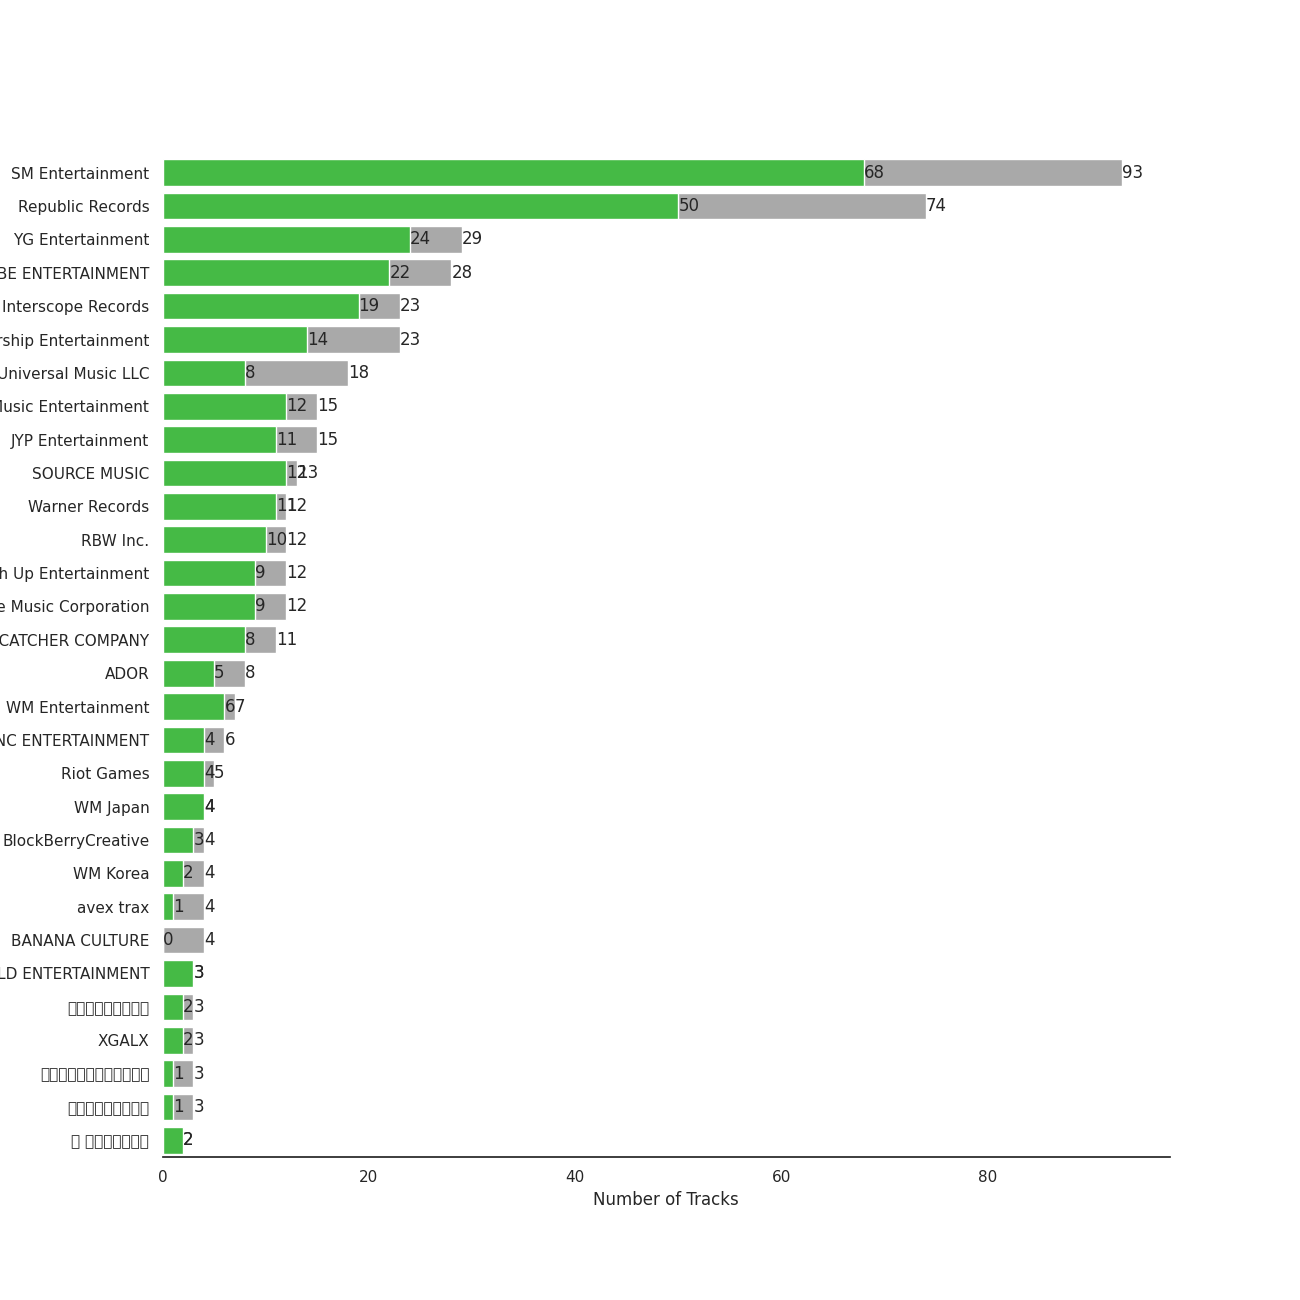 SM Entertainment 68 93
Republic Records 50 74
YG Entertainment 24 29
BE ENTERTAINMENT 22 28
Interscope Records 19 23
rship Entertainment 14 23
Universal Music LLC 8 18
Music Entertainment 12 15
JYP Entertainment 11 15
SOURCE MUSIC 12 13
Warner Records 11 12
RBW Inc. 10 12
h Up Entertainment 9 12
e Music Corporation 9 12
CATCHER COMPANY 8 11
ADOR 5 8
WM Entertainment 6 7
NC ENTERTAINMENT 4 6
Riot Games 4 5
WM Japan 4 4
BlockBerryCreative 3 4
WM Korea 2 4
avex trax 1 4
BANANA CULTURE 0 4
LD ENTERTAINMENT 3 3
2 3
XGALX 2 3
1 3
1 3
2 2
0 20 40 60 80
Number of Tracks